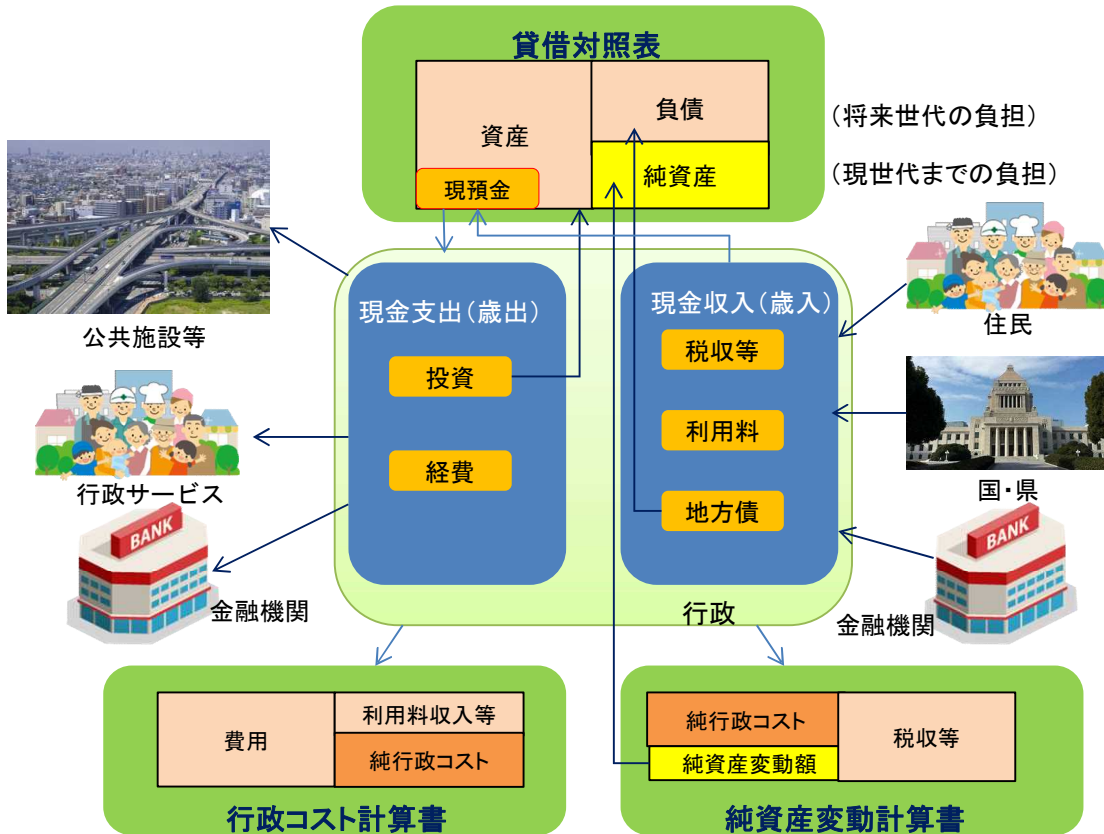 貸借対照表
資産
負債
純資産
現預金
(将来世代の負担)
(現世代までの負担)
公共施設等
行政サービス
BANK
金融機関
現金支出(歳出)
投資
経費
現金収入(歳入)
税収等
利用料
地方債
行政
住民
国・県
BANK
金融機関
費用
利用料収入等
純行政コスト
行政コスト計算書
純行政コスト
純資産変動額
税収等
純資産変動計算書